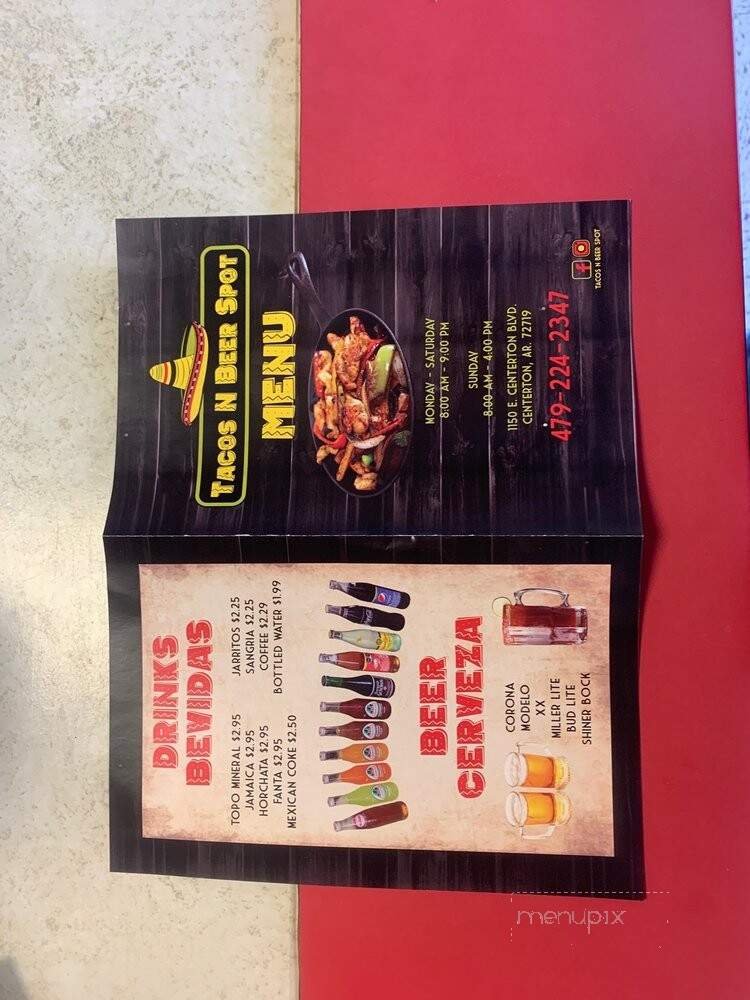 DRINKS
BEVIDAS
TOPO MINERAL $2.95
JAMAICA $2.95
HORCHATA $2.95
FANTA $2.95
MEXICAN COKE $2.50
JARRITOS $2.25
SANGRIA $2.25
COFFEE $2.29
BOTTLED WATER $1.99
BEER
CERVEZA
CORONA
MODELO
XX
MILLER LITE
BUD LITE
SHINER BOCK
TACOS N BEER SPOT
MENU
MONDAY - SATURDAY
8:00 AM - 9:00 PM
SUNDAY
8:00 AM - 4:00 PM
1150 E. CENTERTON BLVD.
CENTERTON, AR. 72719
479-224-2347
TACOS N BEER SPOT
menupix